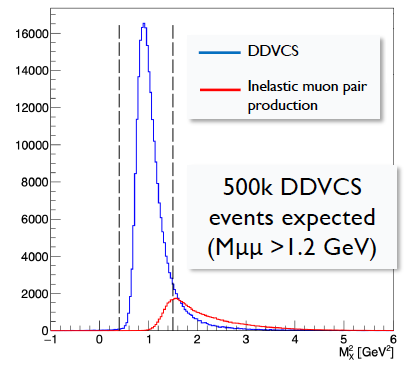 16000
14000
12000
10000
8000
6000
4000
2000
0
DDVCS
Inelastic muon pair
production
500k DDVCS
events expected
(Mμμ >1.2 GeV)
−1 0 1 2 3 4 5 6
M²X [GeV²]